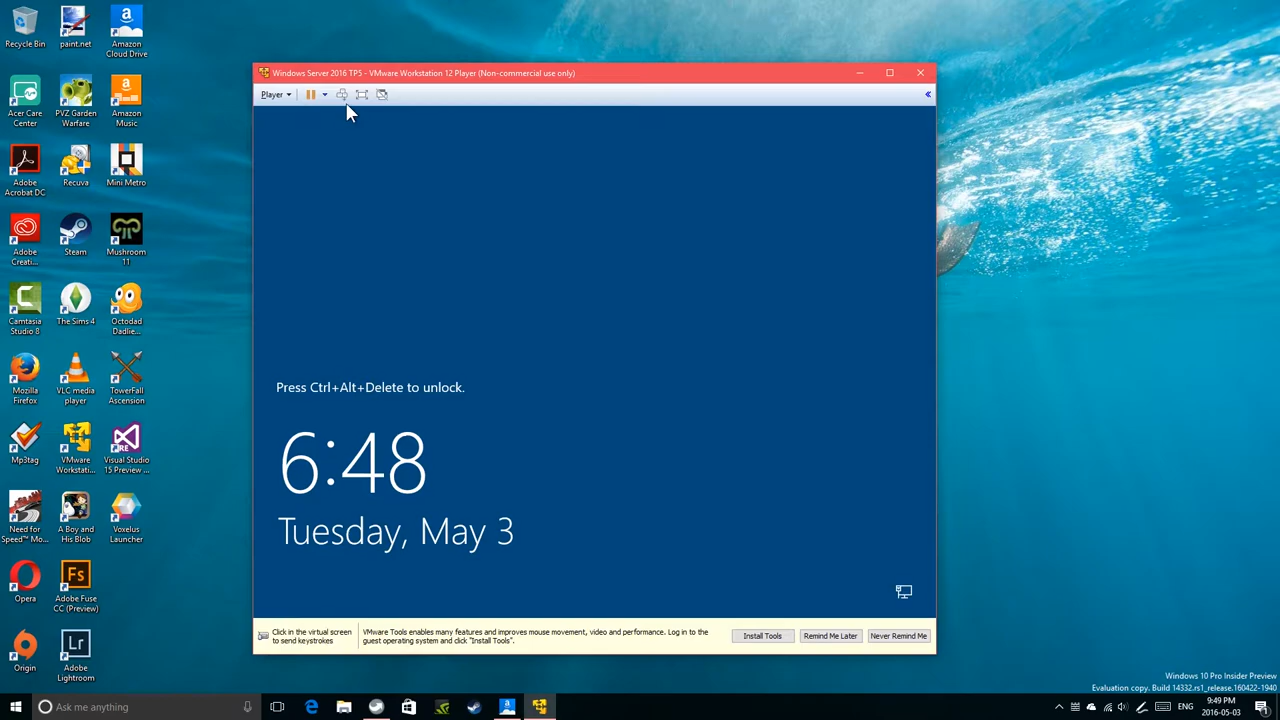 Recycle Bin
paint.net
Amazon
Cloud Drive
Acer Care
Center
PVZ Garden
Warfare
Amazon
Music
Adobe
Acrobat DC
Recuva
Mini Metro
Adobe
Creati...
Steam
Mushroom
11
Camtasia
Studio 8
The Sims 4
Octodad
Dadlie...
Mozilla
Firefox
VLC media
player
TowerFall
Ascension
Mp3tag
VMware
Workstati...
Visual Studio
15 Preview ...
Need for
Speed™ Mo...
A Boy and
His Blob
Voxelus
Launcher
Opera
Adobe Fuse
CC (Preview)
Origin
Adobe
Lightroom
Windows Server 2016 TP5 - VMware Workstation 12 Player (Non-commercial use only)
Player
Press Ctrl+Alt+Delete to unlock.
6:48
Tuesday, May 3
Click in the virtual screen
to send keystrokes
VMware Tools enables many features and improves mouse movement, video and performance. Log in to the
guest operating system and click "Install Tools".
Install Tools
Remind Me Later
Never Remind Me
Windows 10 Pro Insider Preview
Evaluation copy. Build 14332.rs1_release.160422-1940
Ask me anything
ENG
9:49 PM
2016-05-03